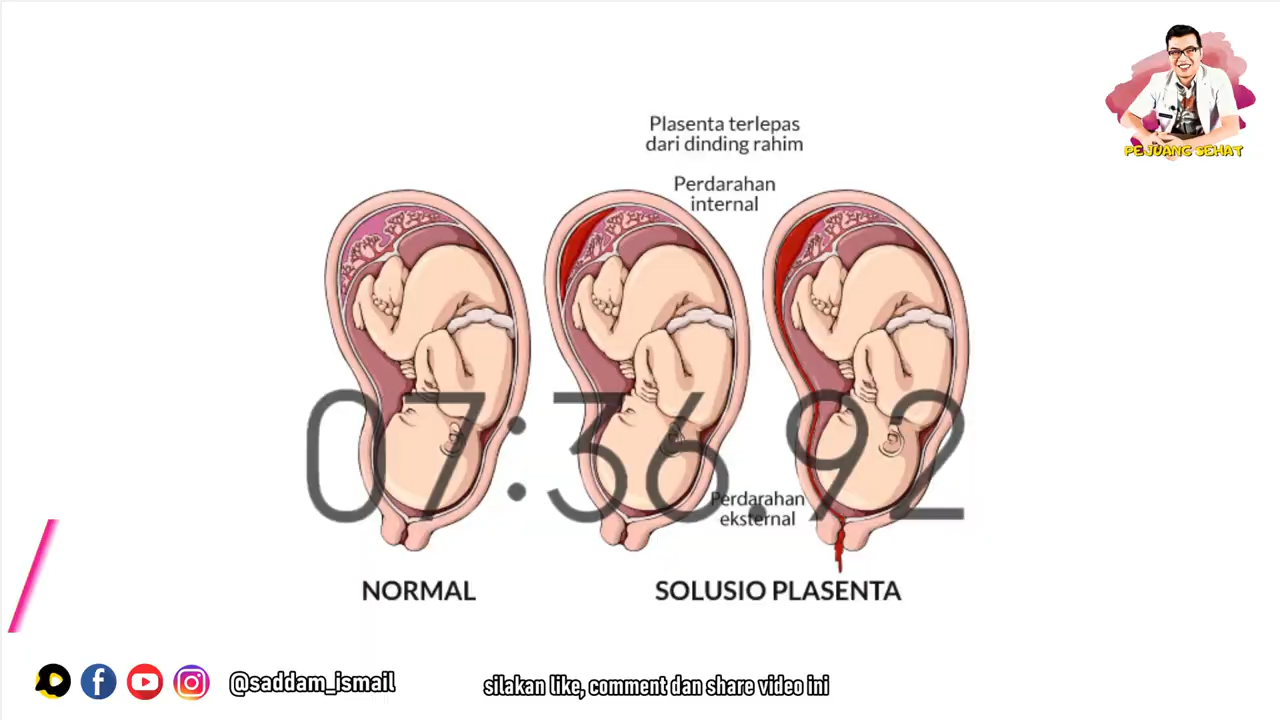 PEJUANG SEHAT
Plasenta terlepas
dari dinding rahim
Perdarahan
internal
07:36.92
Perdarahan
eksternal
NORMAL
SOLUSIO PLASENTA
@saddam_ismail
silakan like, comment dan share video ini